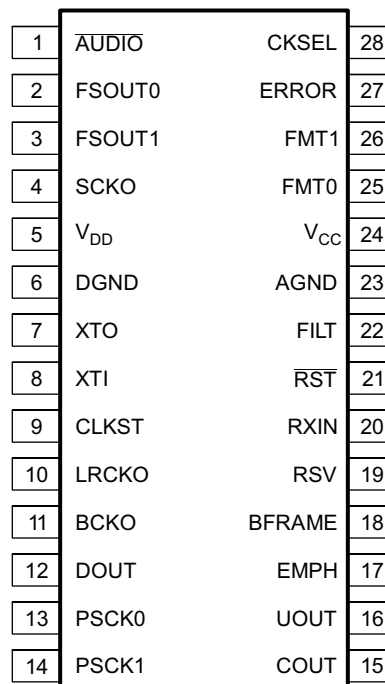 1 A̅U̅D̅I̅O̅ CKSEL 28
2 FSOUT0 ERROR 27
3 FSOUT1 FMT1 26
4 SCKO FMT0 25
5 VDD VCC 24
6 DGND AGND 23
7 XTO FILT 22
8 XTI R̅S̅T̅ 21
9 CLKST RXIN 20
10 LRCKO RSV 19
11 BCKO BFRAME 18
12 DOUT EMPH 17
13 PSCK0 UOUT 16
14 PSCK1 COUT 15